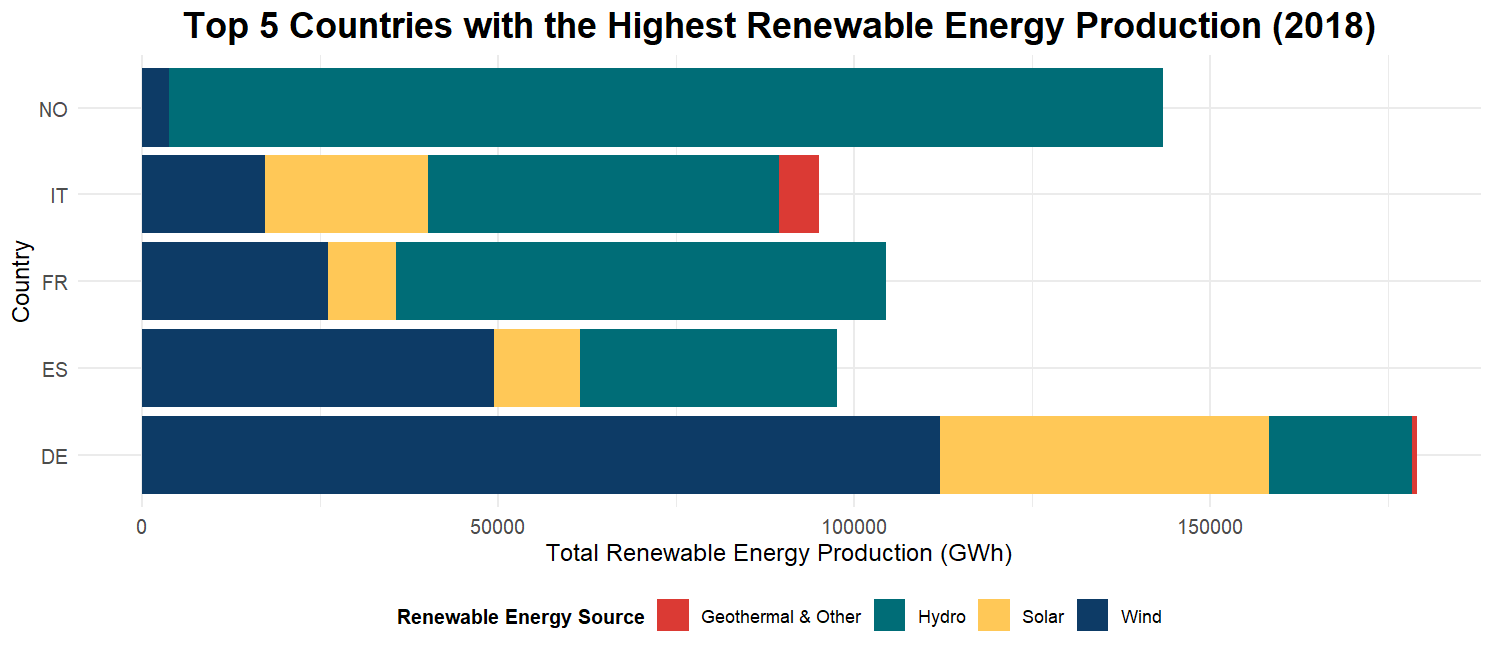 Top 5 Countries with the Highest Renewable Energy Production (2018)
Country
NO
IT
FR
ES
DE
0 50000 100000 150000
Total Renewable Energy Production (GWh)
Renewable Energy Source Geothermal & Other Hydro Solar Wind